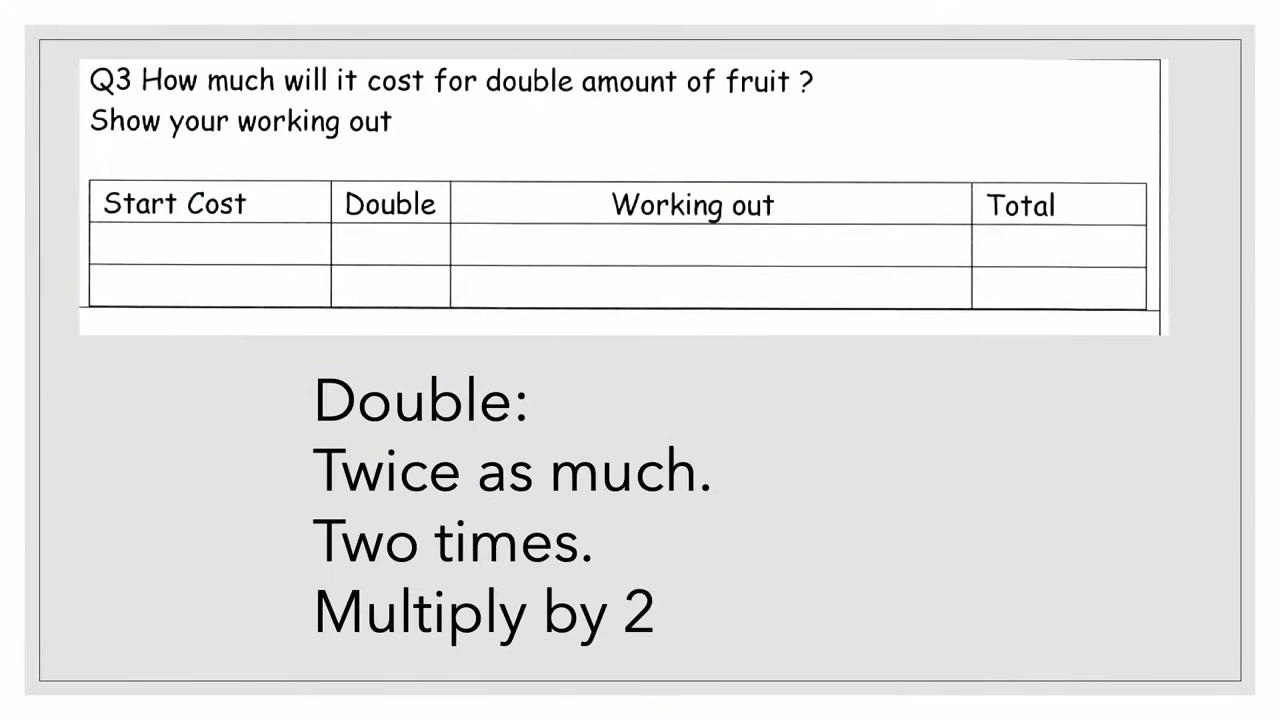 Q3 How much will it cost for double amount of fruit ?
Show your working out
Start Cost Double Working out Total
Double:
Twice as much.
Two times.
Multiply by 2